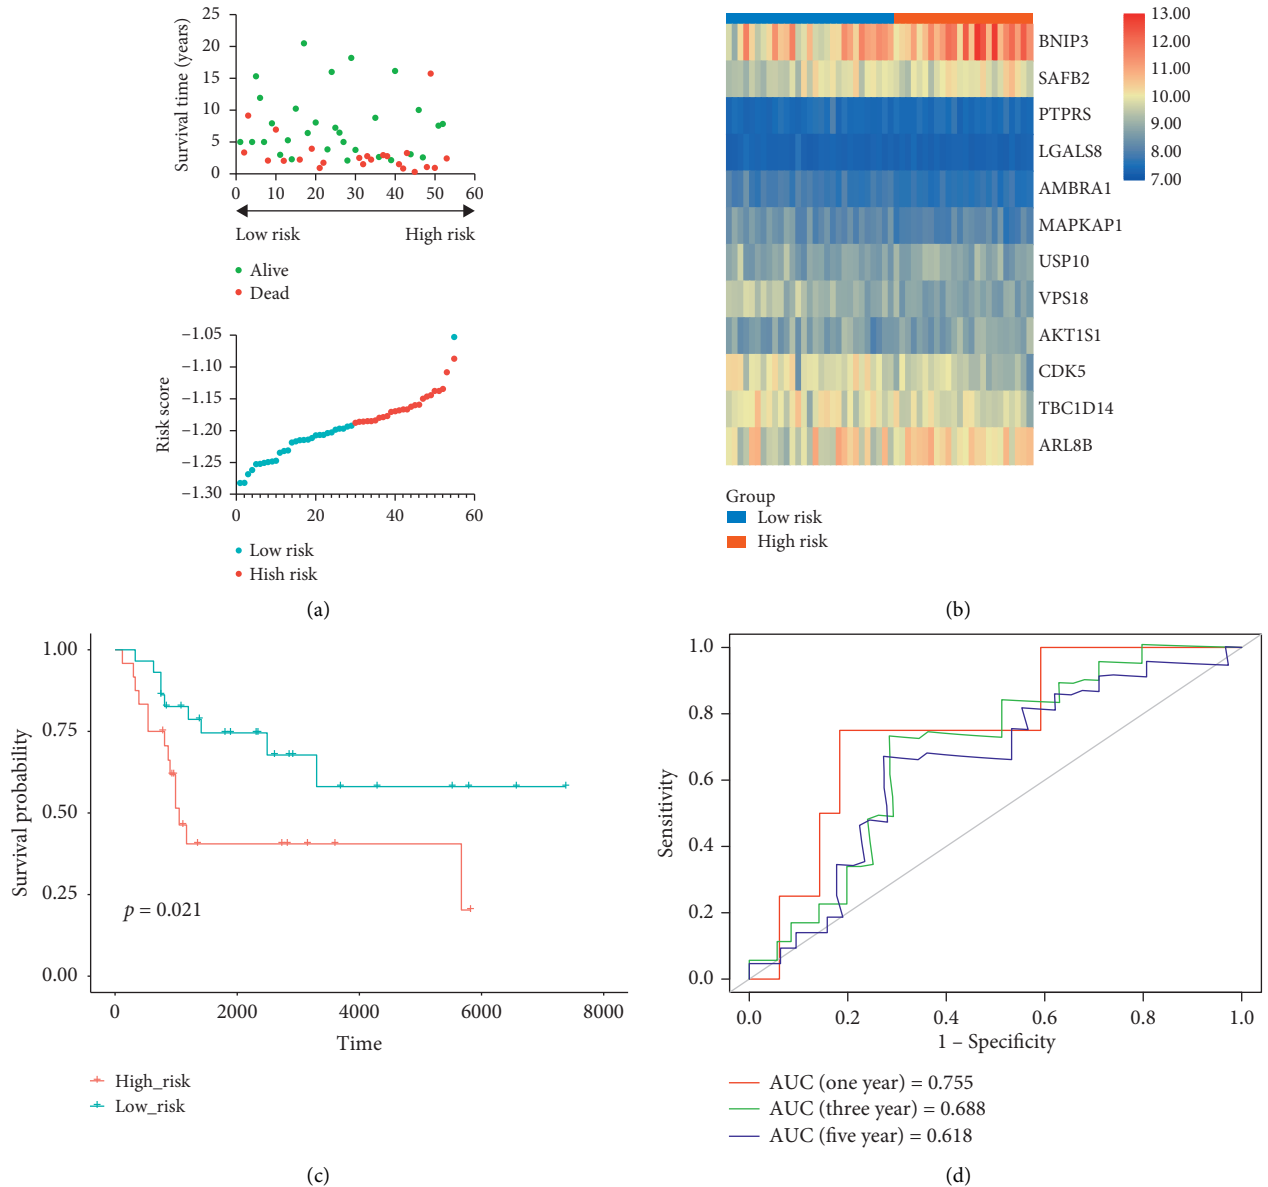 25
20
15
10
5
0
Survival time (years)
0 10 20 30 40 50 60
Low risk High risk
Alive
Dead
−1.05
−1.10
−1.15
−1.20
−1.25
−1.30
Risk score
0 20 40 60
Low risk
Hish risk
(a)
BNIP3
SAFB2
PTPRS
LGALS8
AMBRA1
MAPKAP1
USP10
VPS18
AKT1S1
CDK5
TBC1D14
ARL8B
13.00
12.00
11.00
10.00
9.00
8.00
7.00
Group
Low risk
High risk
(b)
1.00
0.75
0.50
0.25
0.00
Survival probability
p = 0.021
0 2000 4000 6000 8000
Time
High_risk
Low_risk
(c)
1.0
0.8
0.6
0.4
0.2
0.0
Sensitivity
0.0 0.2 0.4 0.6 0.8 1.0
1 – Specificity
AUC (one year) = 0.755
AUC (three year) = 0.688
AUC (five year) = 0.618
(d)